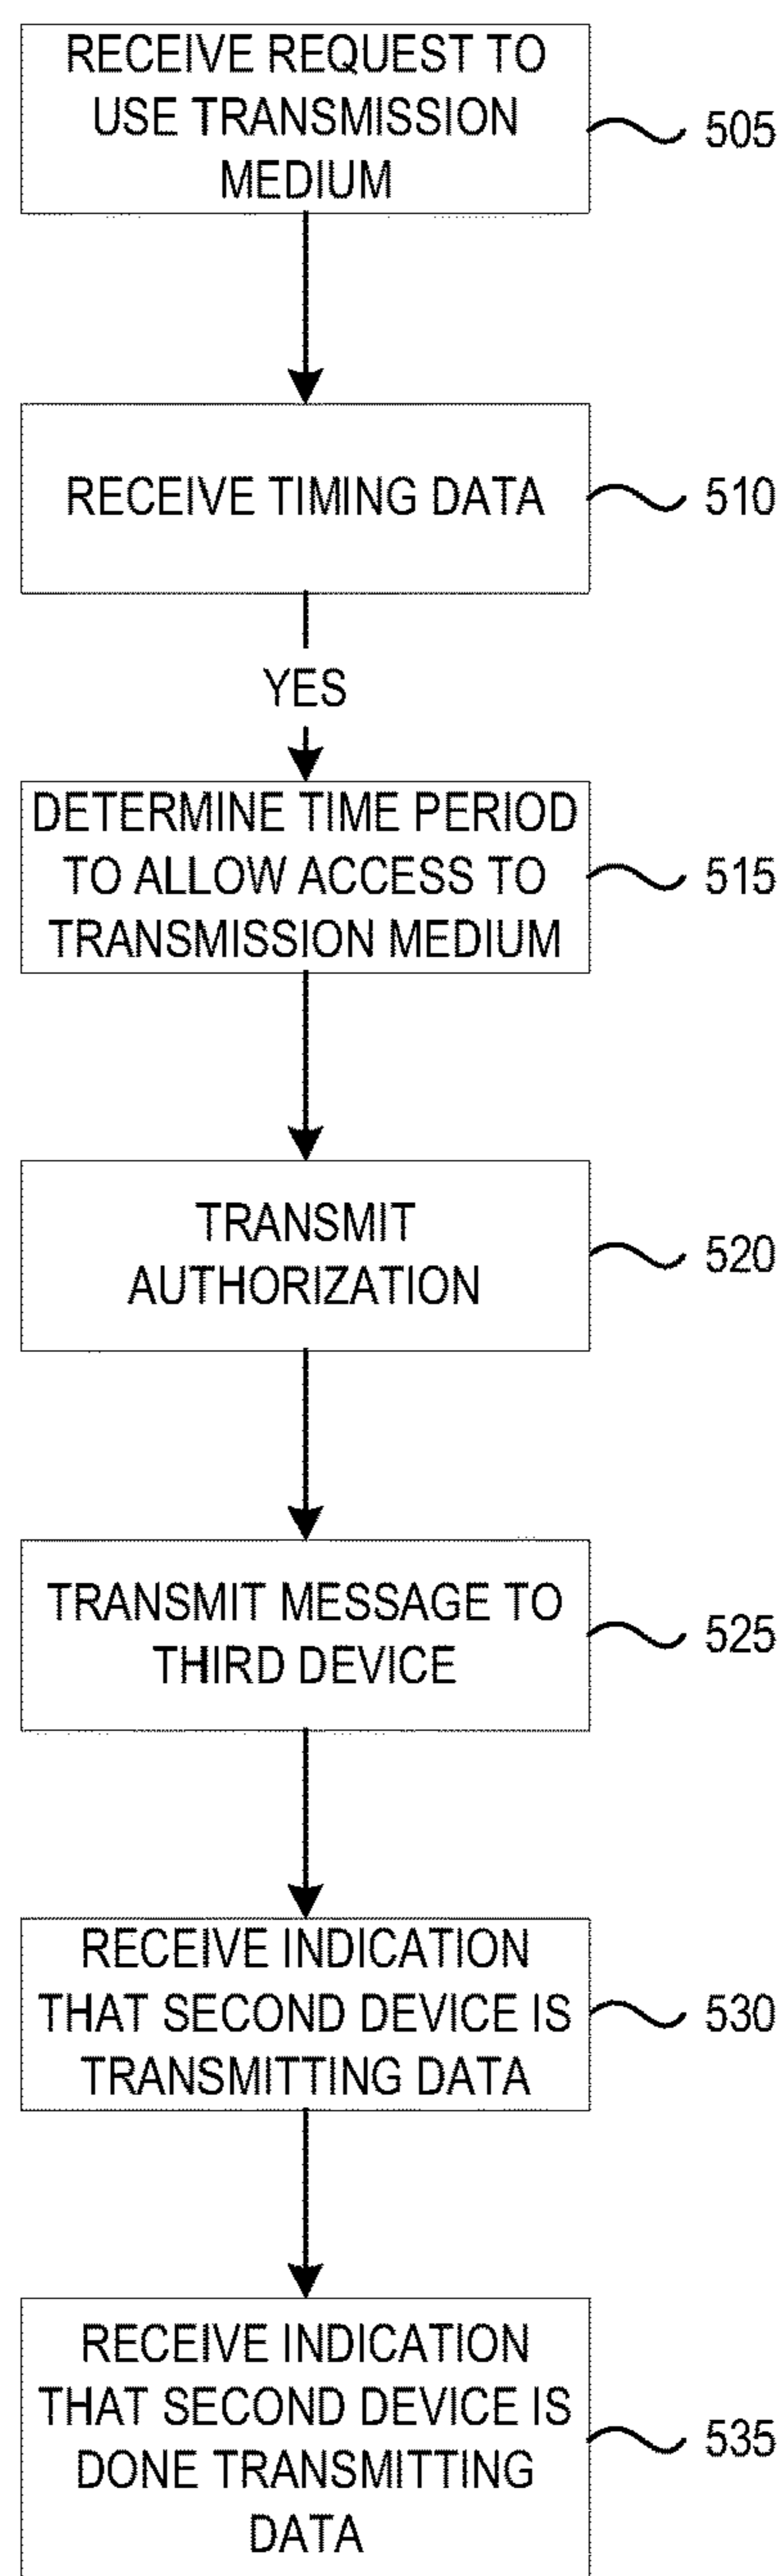 RECEIVE REQUEST TO
USE TRANSMISSION
MEDIUM
505
RECEIVE TIMING DATA
510
YES
DETERMINE TIME PERIOD
TO ALLOW ACCESS TO
TRANSMISSION MEDIUM
515
TRANSMIT
AUTHORIZATION
520
TRANSMIT MESSAGE TO
THIRD DEVICE
525
RECEIVE INDICATION
THAT SECOND DEVICE IS
TRANSMITTING DATA
530
RECEIVE INDICATION
THAT SECOND DEVICE IS
DONE TRANSMITTING
DATA
535